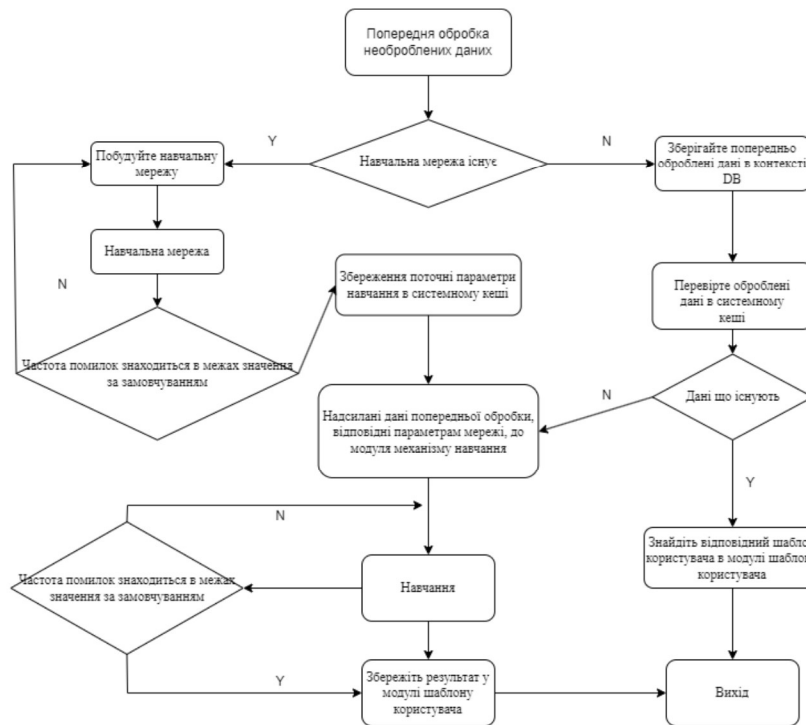 Попередня обробка
необроблених даних
Y
N
Навчальна мережа існує
Побудуйте навчальну
мережу
Зберігайте попередньо
оброблені дані в контексті
DB
Навчальна мережа
N
Збереження поточні параметри
навчання в системному кеші
Перевірте оброблені
дані в системному
кеші
Частота помилок знаходиться в межах значення
за замовчуванням
Дані що існують
N
Надсилані дані попередньої обробки,
відповідні параметрам мережі, до
модуля механізму навчання
Y
N
Знайдіть відповідний шабло
користувача в модулі шабло
користувача
Частота помилок знаходиться в межах
значення за замовчуванням
Навчання
Y
Збережіть результат у
модулі шаблону
користувача
Вихід